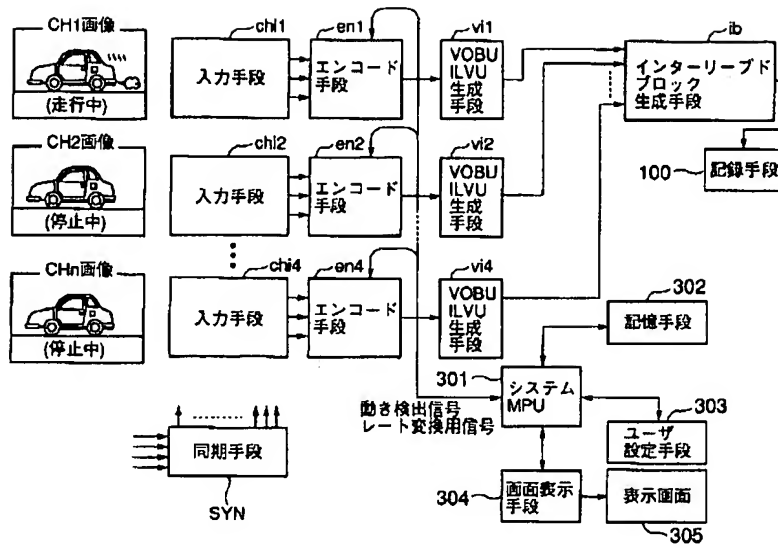 CH1画像
(走行中)
chi1
入力手段
en1
エンコード
手段
vi1
VOBU
ILVU
生成
手段
ib
インターリーブド
ブロック
生成手段
100
記録手段
CH2画像
(停止中)
chi2
入力手段
en2
エンコード
手段
vi2
VOBU
ILVU
生成
手段
CHn画像
(停止中)
chi4
入力手段
en1
エンコード
手段
vi4
VOBU
ILVU
生成
手段
302
記憶手段
301
システム
MPU
動き検出信号
レート変換用信号
303
ユーザ
設定手段
同期手段
SYN
304
画面表示
手段
表示画面
305